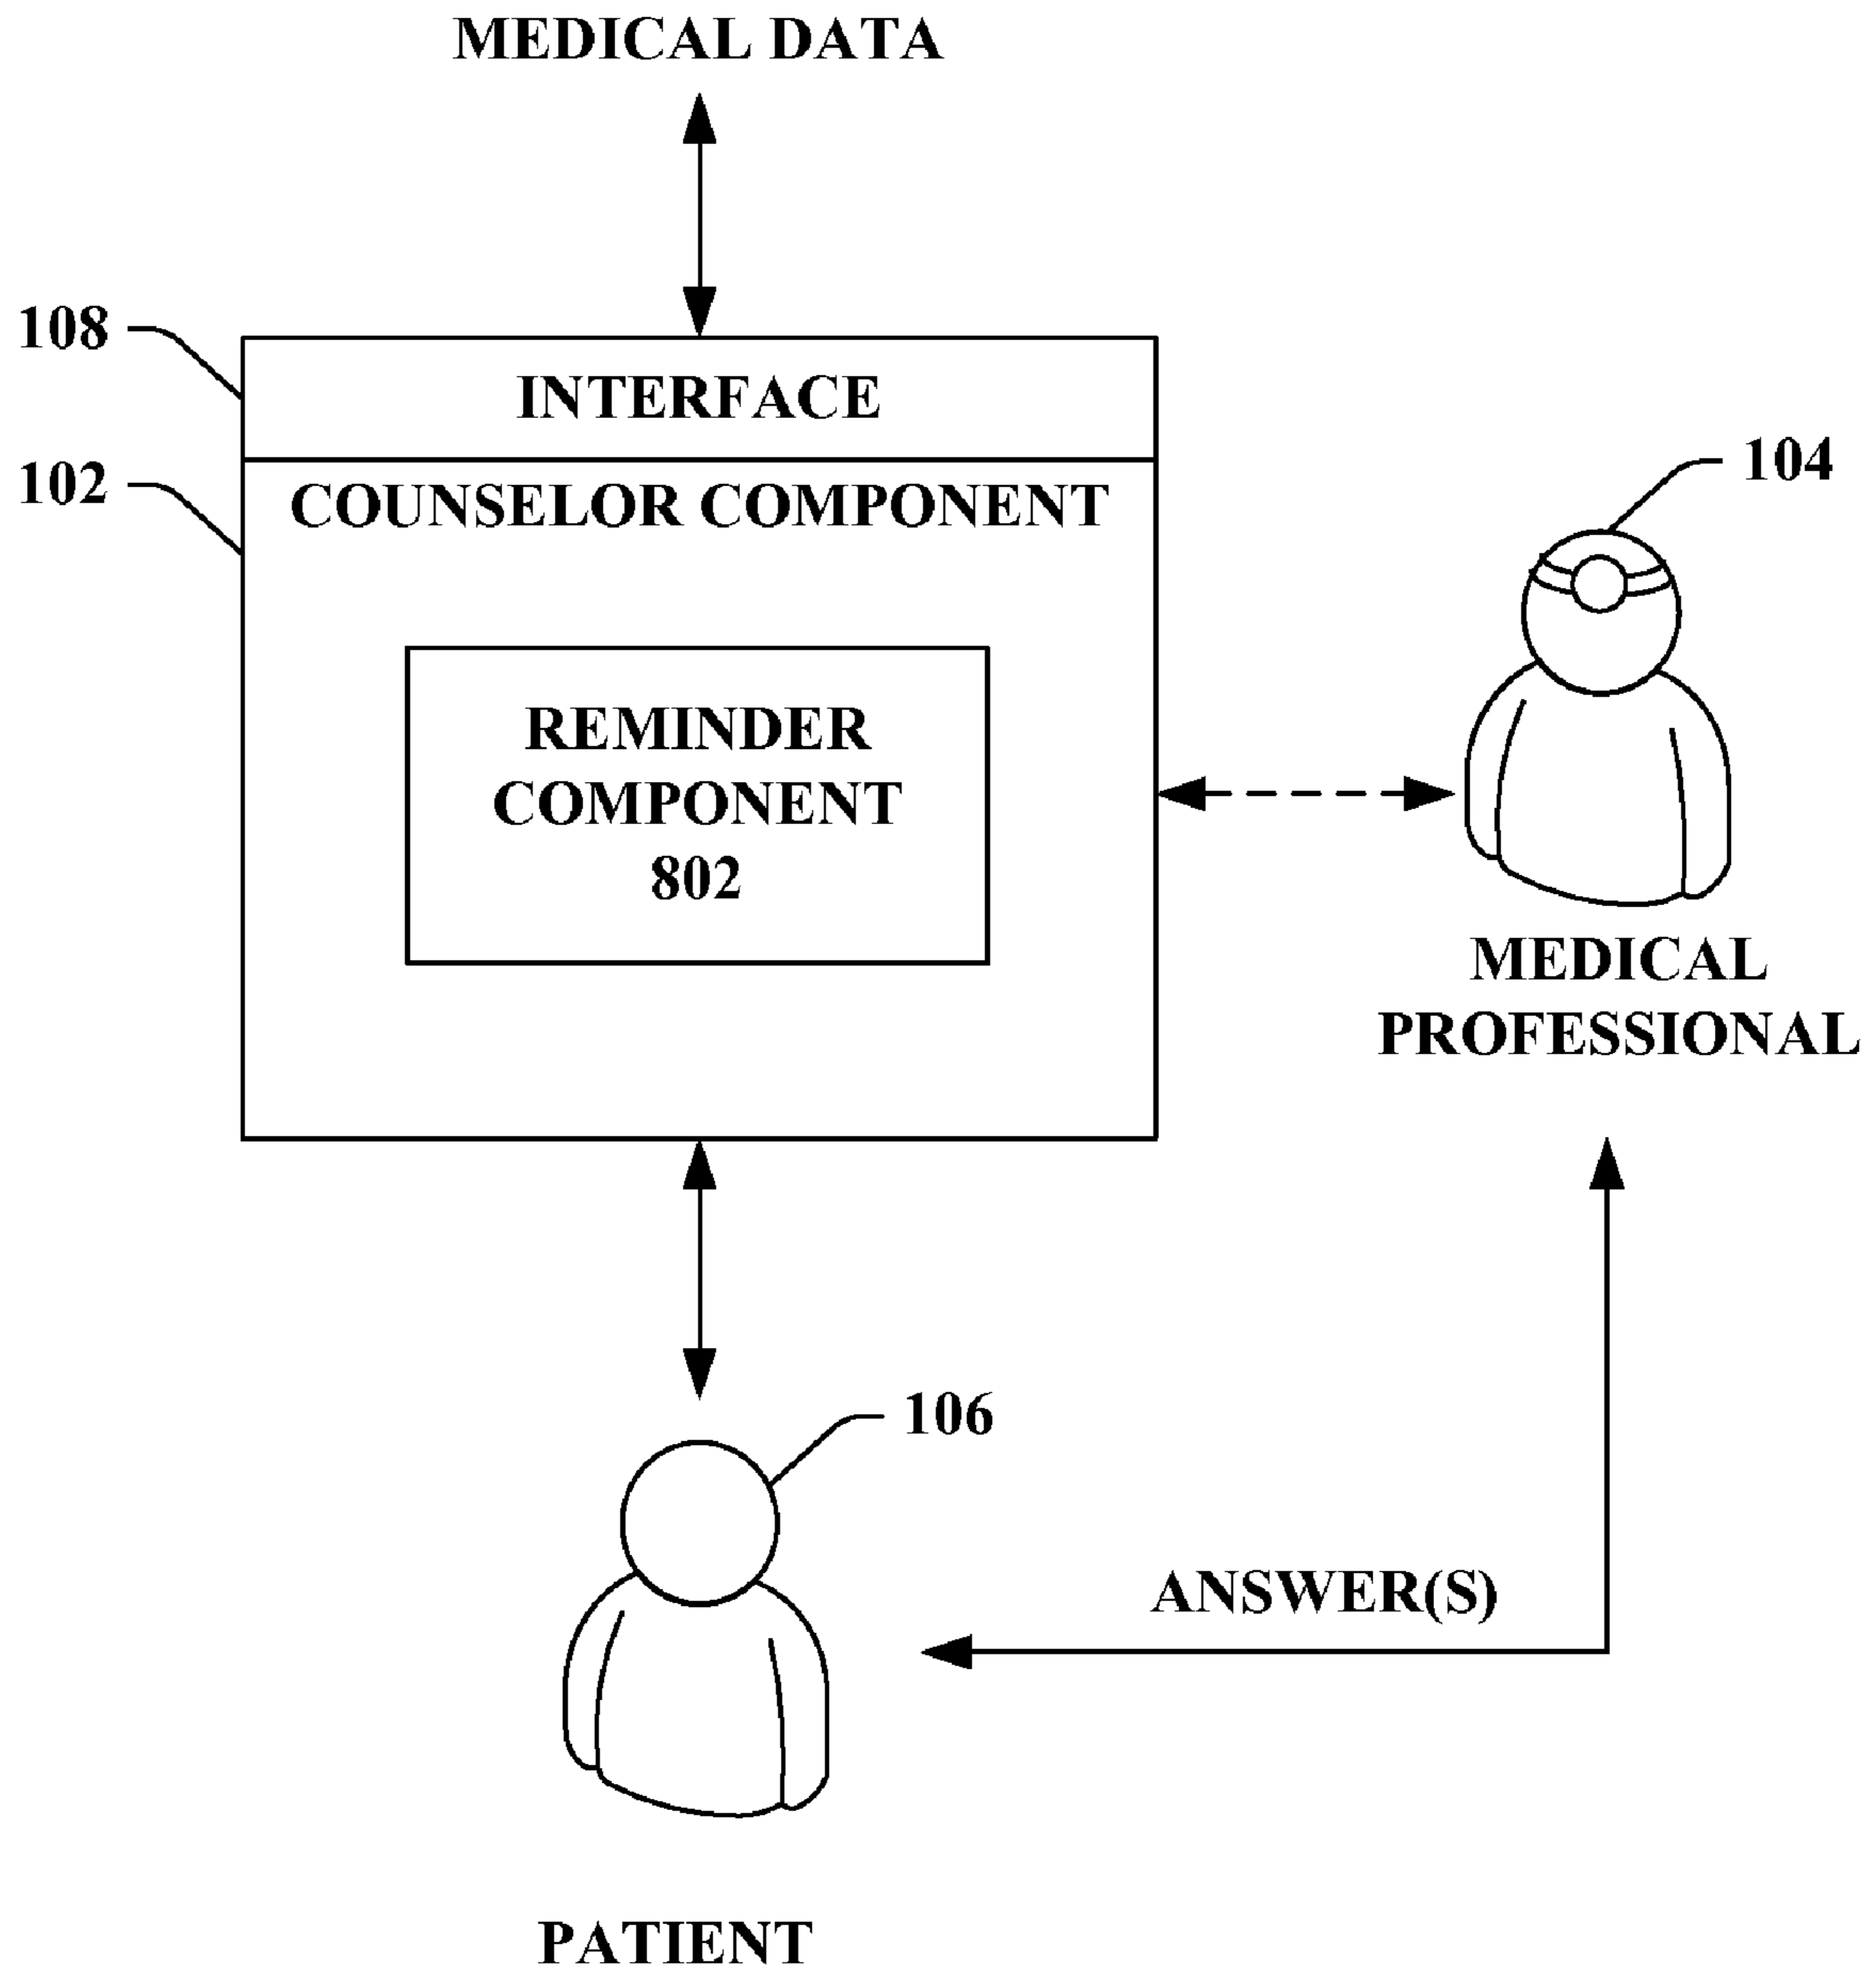 MEDICAL DATA
108
INTERFACE
102
COUNSELOR COMPONENT
104
REMINDER
COMPONENT
802
MEDICAL
PROFESSIONAL
106
ANSWER(S)
PATIENT